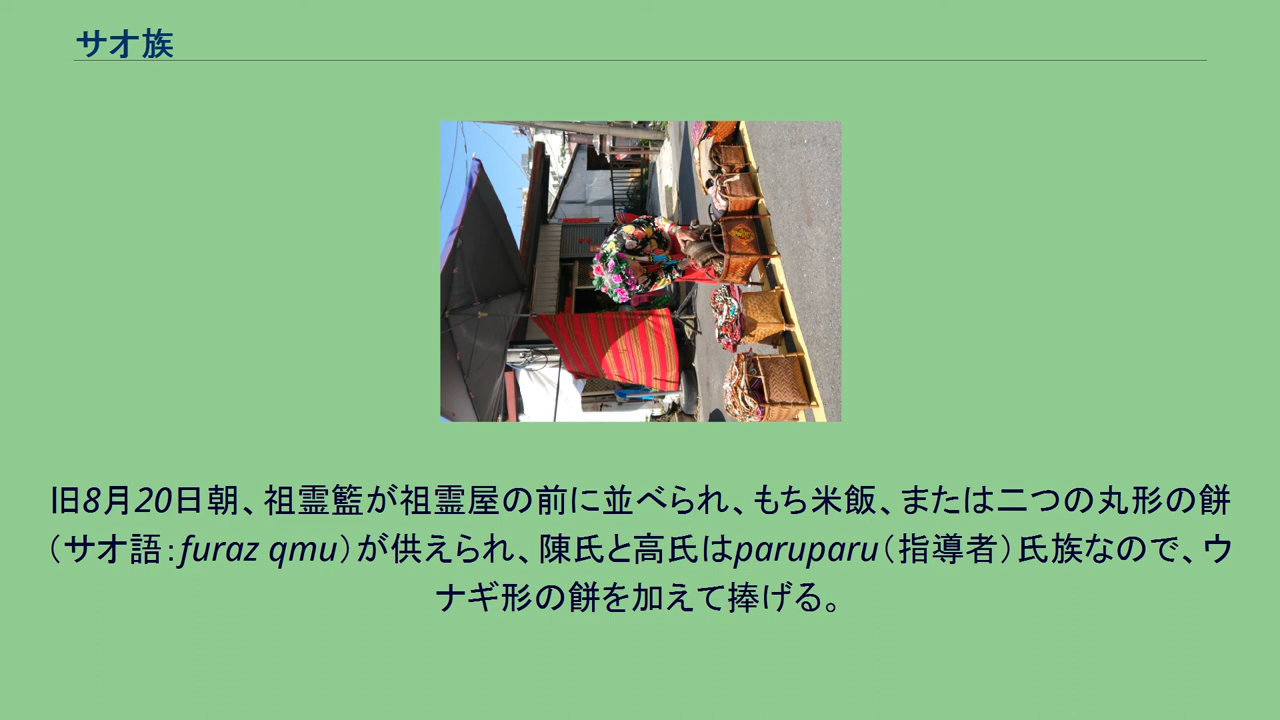 サオ族
旧8月20日朝、祖霊籃が祖霊屋の前に並べられ、もち米飯、または二つの丸形の餅
（サオ語：furaz qmu）が供えられ、陳氏と高氏はparuparu（指導者）氏族なので、ウ
ナギ形の餅を加えて捧げる。